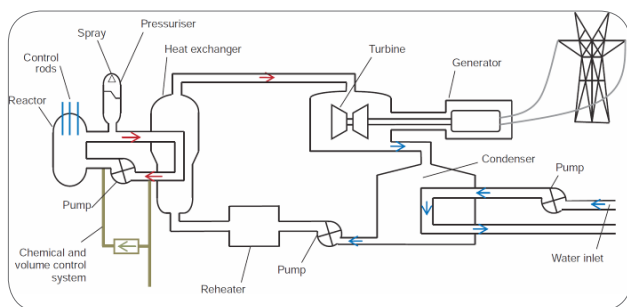 Pressuriser
Spray
Control
rods
Reactor
Heat exchanger
Turbine
Generator
Condenser
Pump
Pump
Chemical and
volume control
system
Reheater
Pump
Water inlet